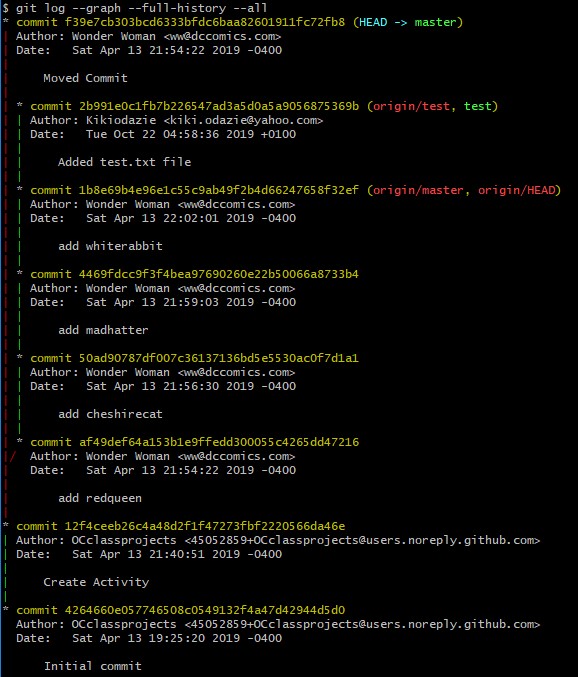 $ git log --graph --full-history --all
* commit f39e7cb303bcd6333bfdc6baa82601911fc72fb8 (HEAD -> master)
| Author: Wonder Woman <ww@dccomics.com>
| Date:   Sat Apr 13 21:54:22 2019 -0400
|
|     Moved Commit
|
| * commit 2b991e0c1fb7b226547ad3a5d0a5a9056875369b (origin/test, test)
| | Author: Kikiodazie <kiki.odazie@yahoo.com>
| | Date:   Tue Oct 22 04:58:36 2019 +0100
| |
| |     Added test.txt file
| |
| * commit 1b8e69b4e96e1c55c9ab49f2b4d66247658f32ef (origin/master, origin/HEAD)
| | Author: Wonder Woman <ww@dccomics.com>
| | Date:   Sat Apr 13 22:02:01 2019 -0400
| |
| |     add whiterabbit
| |
| * commit 4469fdcc9f3f4bea97690260e22b50066a8733b4
| | Author: Wonder Woman <ww@dccomics.com>
| | Date:   Sat Apr 13 21:59:03 2019 -0400
| |
| |     add madhatter
| |
| * commit 50ad90787df007c36137136bd5e5530ac0f7d1a1
| | Author: Wonder Woman <ww@dccomics.com>
| | Date:   Sat Apr 13 21:56:30 2019 -0400
| |
| |     add cheshirecat
| |
| * commit af49def64a153b1e9ffedd300055c4265dd47216
|/  Author: Wonder Woman <ww@dccomics.com>
|   Date:   Sat Apr 13 21:54:22 2019 -0400
|
|       add redqueen
|
* commit 12f4ceeb26c4a48d2f1f47273fbf2220566da46e
| Author: OCclassprojects <45052859+OCclassprojects@users.noreply.github.com>
| Date:   Sat Apr 13 21:40:51 2019 -0400
|
|     Create Activity
|
* commit 4264660e057746508c0549132f4a47d42944d5d0
  Author: OCclassprojects <45052859+OCclassprojects@users.noreply.github.com>
  Date:   Sat Apr 13 19:25:20 2019 -0400

      Initial commit